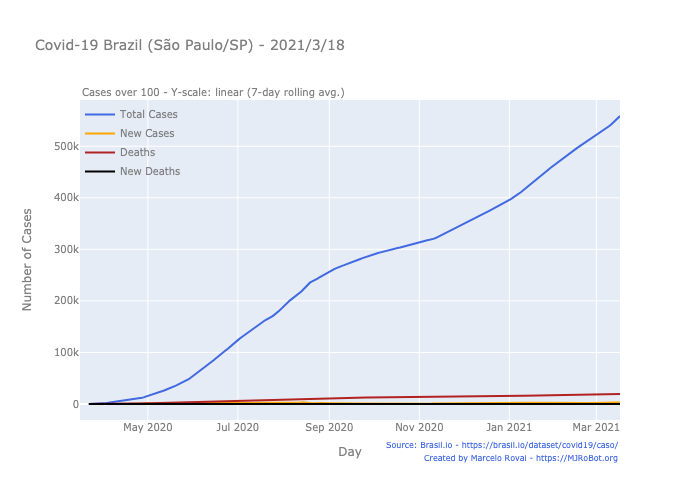 Covid-19 Brazil (São Paulo/SP) - 2021/3/18
Cases over 100 - Y-scale: linear (7-day rolling avg.)
Total Cases
New Cases
Deaths
New Deaths
Number of Cases
500k
400k
300k
200k
100k
0
May 2020
Jul 2020
Sep 2020
Nov 2020
Jan 2021
Mar 2021
Day
Source: Brasil.io - https://brasil.io/dataset/covid19/caso/
Created by Marcelo Rovai - https://MJRoBot.org